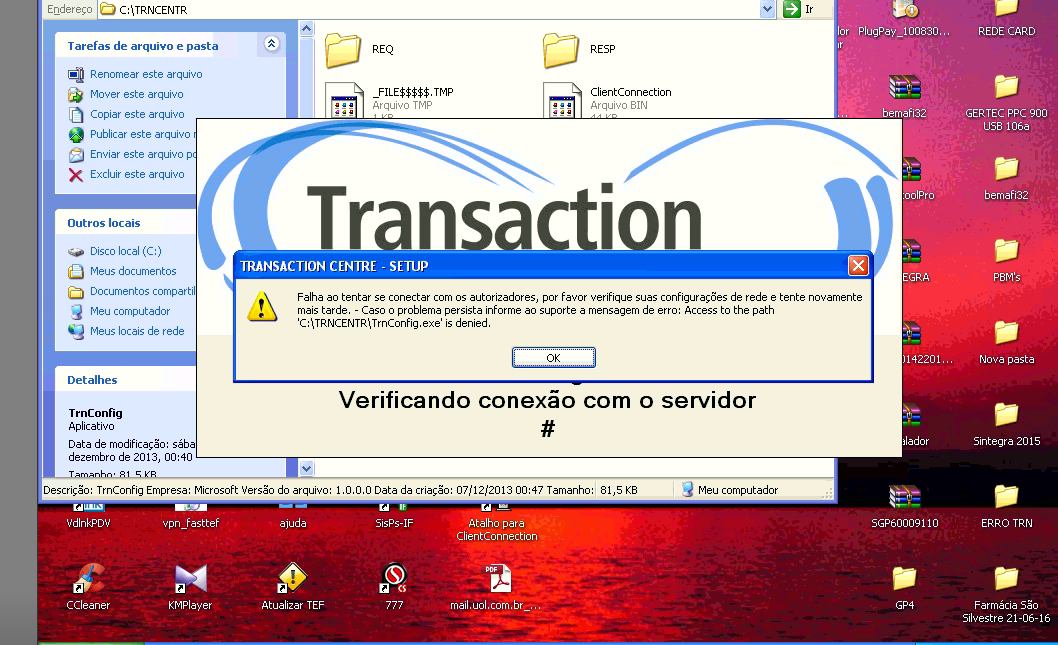 Endereço C:\TRNCENTR Ir
Tarefas de arquivo e pasta
Renomear este arquivo
Mover este arquivo
Copiar este arquivo
Publicar este arquivo
Enviar este arquivo
Excluir este arquivo
Outros locais
Disco local (C:)
Meus documentos
Documentos compartil
Meu computador
Meus locais de rede
Detalhes
TrnConfig
Aplicativo
Data de modificação: sába
dezembro de 2013, 00:40
Tamanho: 81,5 KB
REQ
RESP
_FILE$$$$$.TMP
Arquivo TMP
1 KB
ClientConnection
Arquivo BIN
44 KB
Transaction
TRANSACTION CENTRE - SETUP
Falha ao tentar se conectar com os autorizadores, por favor verifique suas configurações de rede e tente novamente
mais tarde. - Caso o problema persista informe ao suporte a mensagem de erro: Access to the path
'C:\TRNCENTR\TrnConfig.exe' is denied.
OK
Verificando conexão com o servidor
#
Descrição: TrnConfig Empresa: Microsoft Versão do arquivo: 1.0.0.0 Data da criação: 07/12/2013 00:47 Tamanho: 81,5 KB Meu computador
PlugPay_100830...
REDE CARD
bemafi32
GERTEC PPC 900
USB 106a
oolPro
bemafi32
EGRA
PBM's
0142201...
Nova pasta
alador
Sintegra 2015
SGP60009110
ERRO TRN
GP4
Farmácia São
Silvestre 21-06-16
VdlnkPDV
vpn_fasttef
ajuda
SisPs-IF
Atalho para
ClientConnection
CCleaner
KMPlayer
Atualizar TEF
777
PDF
mail.uol.com.br_...